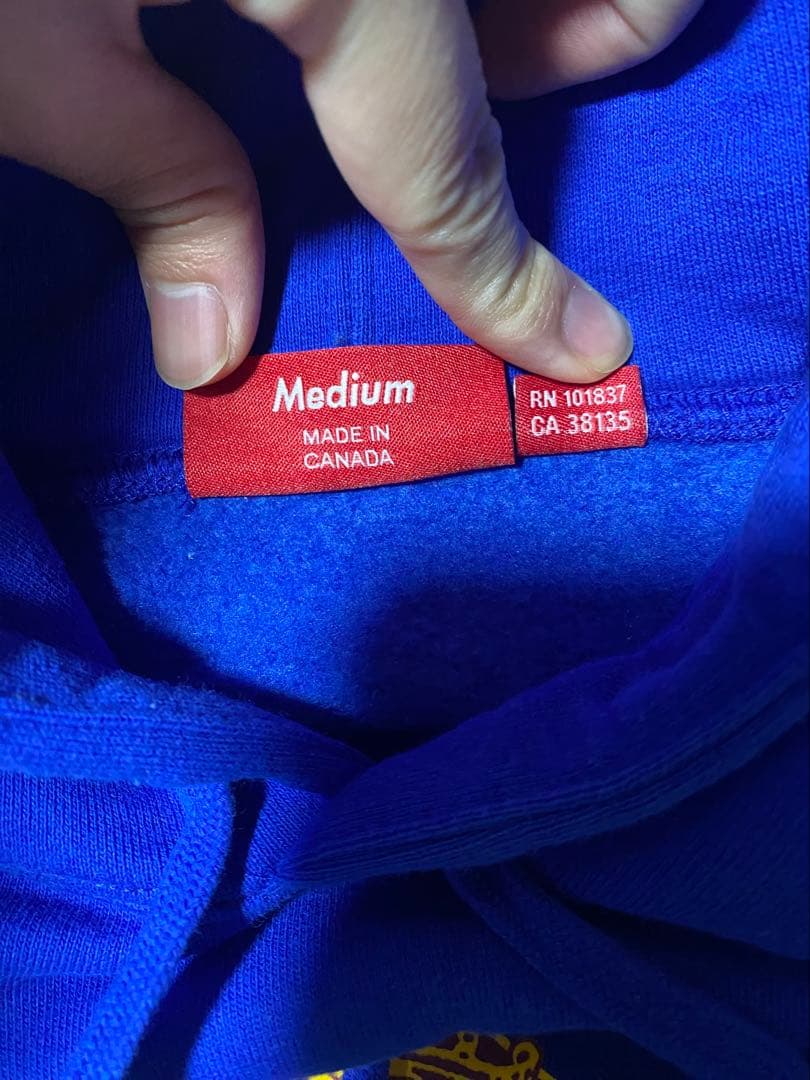 Medium
MADE IN
CANADA
RN 101837
CA 38135